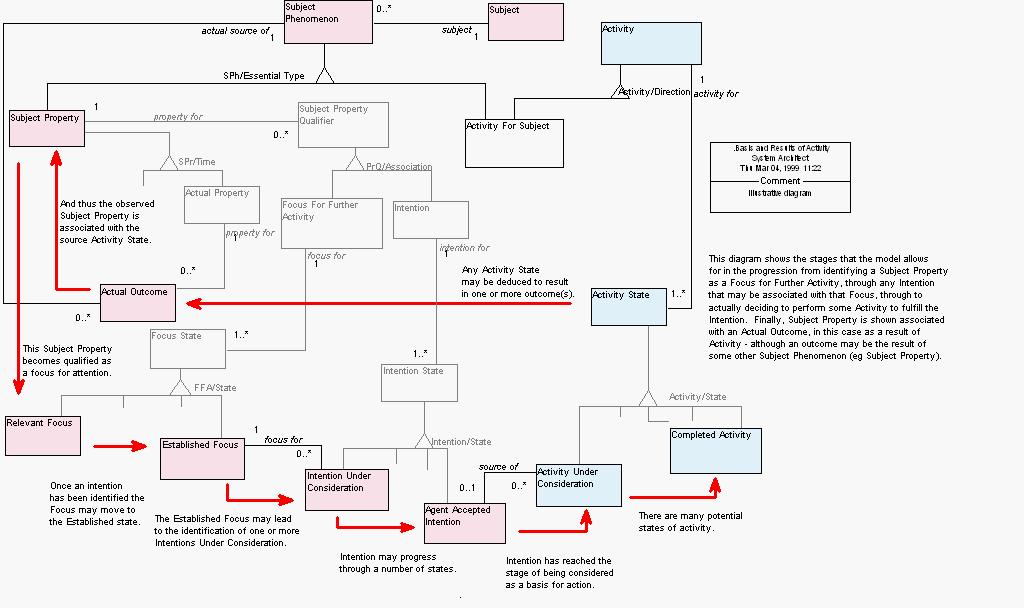 Subject
Phenomenon
0..*
Subject
actual source of
1
subject
1
Activity
SPh/Essential Type
1
Activity/Direction
activity for
Subject Property
1
property for
0..*
Subject Property
Qualifier
Activity For Subject
SPr/Time
PrQ/Association
.Basis and Results of Activity
System Architect
Thu Mar 04, 1999 11:22
Comment
Illustrative diagram
Actual Property
Focus For Further
Activity
Intention
And thus the observed
Subject Property is
associated with the
source Activity State.
property for
1
focus for
1
intention for
1
0..*
Any Activity State
may be deduced to result
in one or more outcome(s).
This diagram shows the stages that the model allows
for in the progression from identifying a Subject Property
as a Focus for Further Activity, through any Intention
that may be associated with that Focus, through to
actually deciding to perform some Activity to fulfill the
Intention. Finally, Subject Property is shown associated
with an Actual Outcome, in this case as a result of
Activity - although an outcome may be the result of
some other Subject Phenomenon (eg Subject Property).
Actual Outcome
0..*
Activity State
1..*
Focus State
1..*
This Subject Property
becomes qualified as
a focus for attention.
1..*
Intention State
FFA/State
Activity/State
Relevant Focus
Established Focus
1
focus for
0..*
Intention/State
Completed Activity
Intention Under
Consideration
source of
0..1
0..*
Activity Under
Consideration
Once an intention
has been identified the
Focus may move to
the Established state.
Agent Accepted
Intention
The Established Focus may lead
to the identification of one or more
Intentions Under Consideration.
There are many potential
states of activity.
Intention may progress
through a number of states.
Intention has reached the
stage of being considered
as a basis for action.